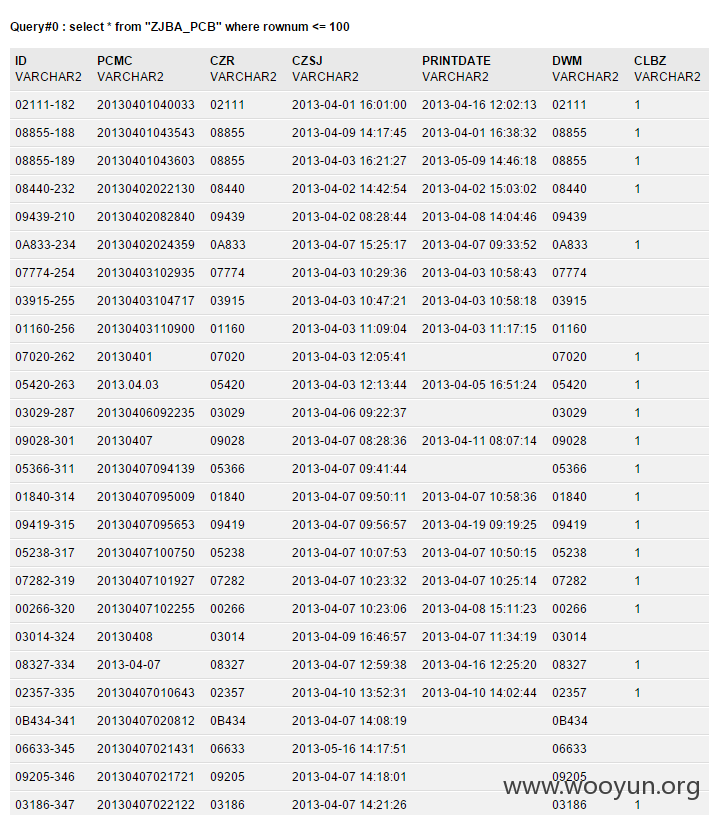 Query#0 : select * from "ZJBA_PCB" where rownum <= 100
ID PCMC CZR CZSJ PRINTDATE DWM CLBZ
VARCHAR2 VARCHAR2 VARCHAR2 VARCHAR2 VARCHAR2 VARCHAR2 VARCHAR2
02111-182 20130401040033 02111 2013-04-01 16:01:00 2013-04-16 12:02:13 02111 1
08855-188 20130401043543 08855 2013-04-09 14:17:45 2013-04-01 16:38:32 08855 1
08855-189 20130401043603 08855 2013-04-03 16:21:27 2013-05-09 14:46:18 08855 1
08440-232 20130402022130 08440 2013-04-02 14:42:54 2013-04-02 15:03:02 08440 1
09439-210 20130402082840 09439 2013-04-02 08:28:44 2013-04-08 14:04:46 09439
0A833-234 20130402024359 0A833 2013-04-07 15:25:17 2013-04-07 09:33:52 0A833 1
07774-254 20130403102935 07774 2013-04-03 10:29:36 2013-04-03 10:58:43 07774
03915-255 20130403104717 03915 2013-04-03 10:47:21 2013-04-03 10:58:18 03915
01160-256 20130403110900 01160 2013-04-03 11:09:04 2013-04-03 11:17:15 01160
07020-262 20130401 07020 2013-04-03 12:05:41 07020 1
05420-263 2013.04.03 05420 2013-04-03 12:13:44 2013-04-05 16:51:24 05420 1
03029-287 20130406092235 03029 2013-04-06 09:22:37 03029 1
09028-301 20130407 09028 2013-04-07 08:28:36 2013-04-11 08:07:14 09028 1
05366-311 20130407094139 05366 2013-04-07 09:41:44 05366 1
01840-314 20130407095009 01840 2013-04-07 09:50:11 2013-04-07 10:58:36 01840 1
09419-315 20130407095653 09419 2013-04-07 09:56:57 2013-04-19 09:19:25 09419 1
05238-317 20130407100750 05238 2013-04-07 10:07:53 2013-04-07 10:50:15 05238 1
07282-319 20130407101927 07282 2013-04-07 10:23:32 2013-04-07 10:25:14 07282 1
00266-320 20130407102255 00266 2013-04-07 10:23:06 2013-04-08 15:11:23 00266 1
03014-324 20130408 03014 2013-04-09 16:46:57 2013-04-07 11:34:19 03014
08327-334 2013-04-07 08327 2013-04-07 12:59:38 2013-04-16 12:25:20 08327 1
02357-335 20130407010643 02357 2013-04-10 13:52:31 2013-04-10 14:02:44 02357 1
0B434-341 20130407020812 0B434 2013-04-07 14:08:19 0B434
06633-345 20130407021431 06633 2013-05-16 14:17:51 06633
09205-346 20130407021721 09205 2013-04-07 14:18:01 09205
www.wooyun.org
03186-347 20130407022122 03186 2013-04-07 14:21:26 03186 1